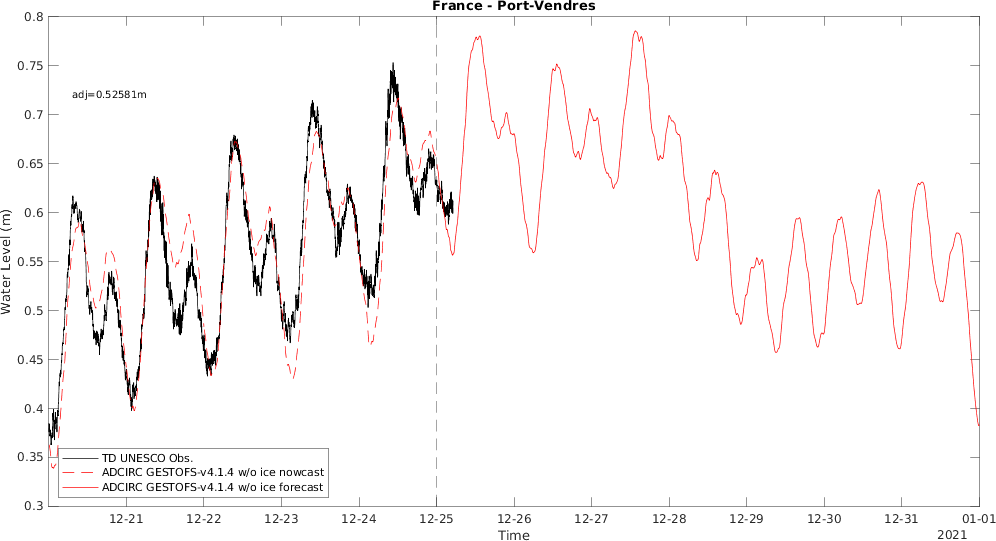 France - Port-Vendres
0.8
0.75
0.7
0.65
0.6
0.55
0.5
0.45
0.4
0.35
0.3
Water Level (m)
adj=0.52581m
TD UNESCO Obs.
ADCIRC GESTOFS-v4.1.4 w/o ice nowcast
ADCIRC GESTOFS-v4.1.4 w/o ice forecast
12-21 12-22 12-23 12-24 12-25 12-26 12-27 12-28 12-29 12-30 12-31 01-01
Time
2021